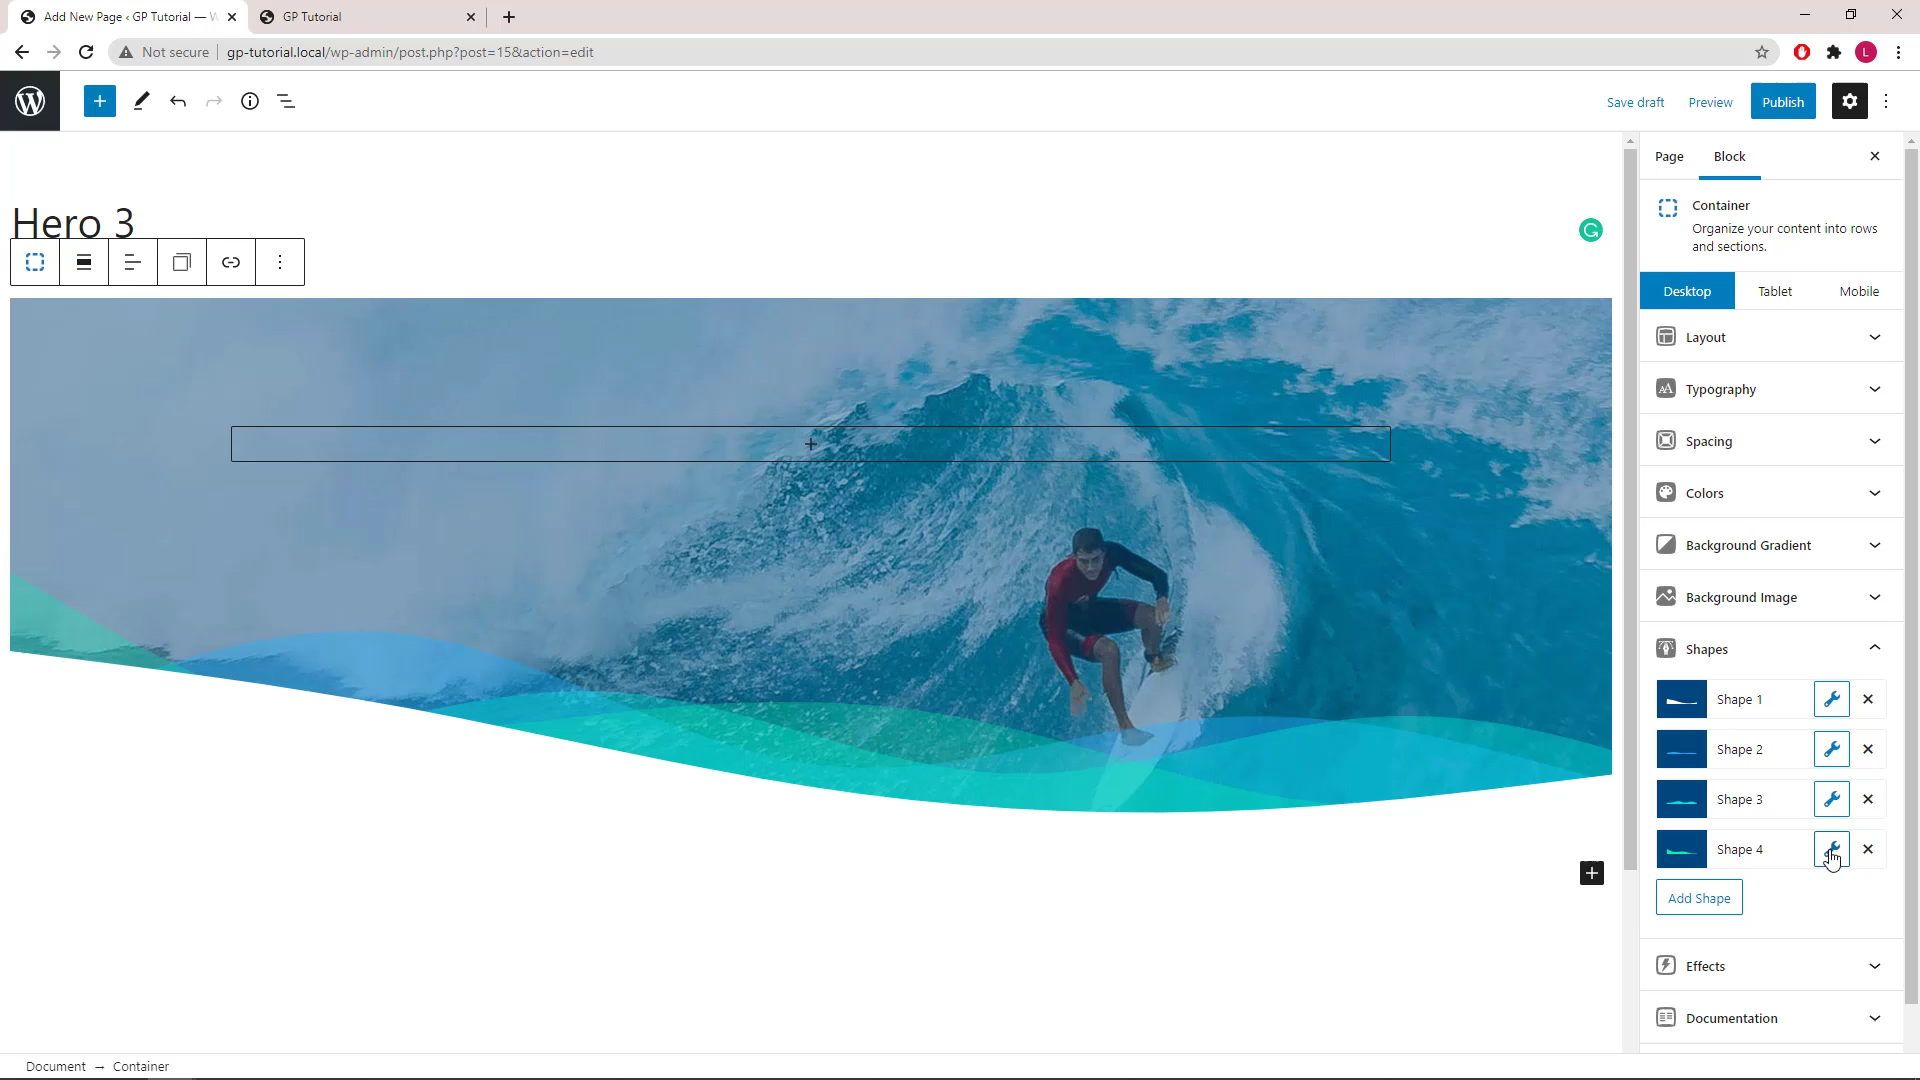 Add New Page ‹ GP Tutorial — W
GP Tutorial
Not secure
gp-tutorial.local/wp-admin/post.php?post=15&action=edit
L
Save draft
Preview
Publish
Page
Block
Hero 3
Container
Organize your content into rows
and sections.
Desktop
Tablet
Mobile
Layout
Typography
Spacing
Colors
Background Gradient
Background Image
Shapes
Shape 1
Shape 2
Shape 3
Shape 4
Add Shape
Effects
Documentation
Document → Container